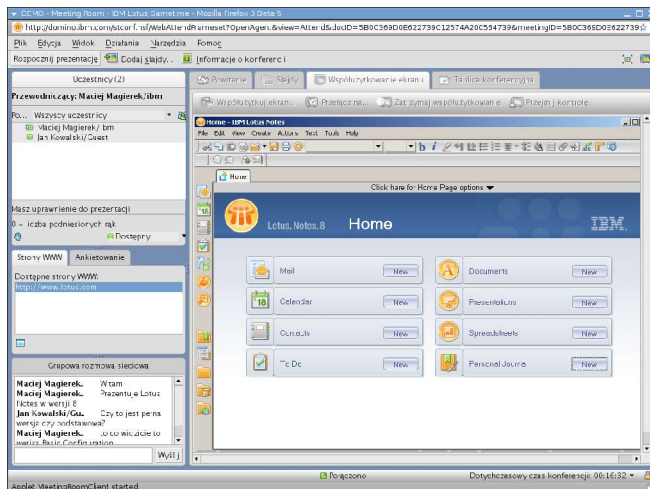 DEMO - Meeting Room - IBM Lotus Sametime - Mozilla Firefox 3 Beta 5
Plik Edycja Widok Działania Narzędzia Pomoc
Rozpocznij prezentację Dodaj slajdy... Informacje o konferencji
Uczestnicy (2)
Przewodniczący: Maciej Magierek/ibm
Po... Wszyscy uczestnicy
Maciej Magierek/ibm
Jan Kowalski/Guest
Masz uprawnienie do prezentacji
0 - liczba podniesionych rąk
Dostępny
Strony WWW Ankietowanie
Dostępne strony WWW:
http://www.lotus.com
Grupowa rozmowa sieciowa
Maciej Magierek.. Witam
Maciej Magierek.. Prezentuje Lotus
Notes w wersji 8
Jan Kowalski/Gu.. Czy to jest pełna
wersja czy podstawowa?
Maciej Magierek.. to co widzicie to
wersja Basic Configuration
Wyślij
Powitanie Slajdy Współużytkowanie ekranu Tablica konferencyjna
Współużytkuj ekran... Przełącz na... Zatrzymaj współużytkowanie Przejmij kontrolę
Home - IBM Lotus Notes
File Edit View Create Actions Text Tools Help
Home
Click here for Home Page options
Lotus. Notes. 8 Home IBM.
Mail New Documents New
Calendar New Presentations New
18
Contacts New Spreadsheets New
To Do New Personal Journal New
Połączono Dotychczasowy czas konferencji: 00:16:32
Applet MeetingRoomClient started